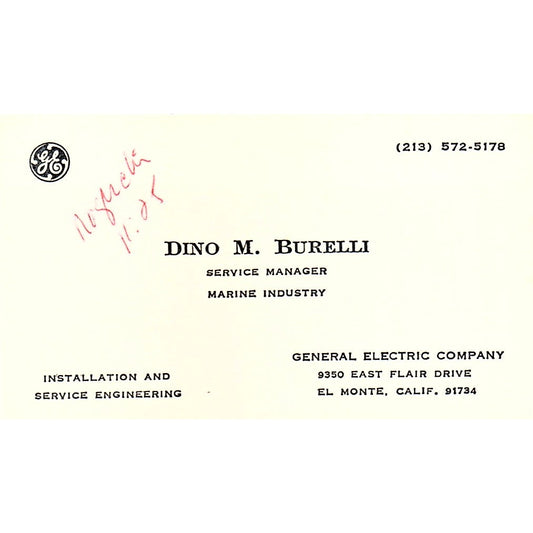 GE
(213) 572-5178
DINO M. BURELLI
SERVICE MANAGER
MARINE INDUSTRY
INSTALLATION AND
SERVICE ENGINEERING
GENERAL ELECTRIC COMPANY
9350 EAST FLAIR DRIVE
EL MONTE, CALIF. 91734